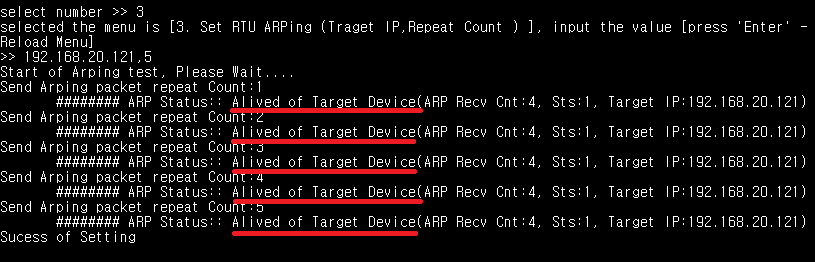 select number >> 3
selected the menu is [3. Set RTU ARPing (Traget IP,Repeat Count ) ], input the value [press 'Enter' -
Reload Menu]
>> 192.168.20.121,5
Start of Arping test, Please Wait....
Send Arping packet repeat Count:1
######## ARP Status:: Alived of Target Device(ARP Recv Cnt:4, Sts:1, Target IP:192.168.20.121)
Send Arping packet repeat Count:2
######## ARP Status:: Alived of Target Device(ARP Recv Cnt:4, Sts:1, Target IP:192.168.20.121)
Send Arping packet repeat Count:3
######## ARP Status:: Alived of Target Device(ARP Recv Cnt:4, Sts:1, Target IP:192.168.20.121)
Send Arping packet repeat Count:4
######## ARP Status:: Alived of Target Device(ARP Recv Cnt:4, Sts:1, Target IP:192.168.20.121)
Send Arping packet repeat Count:5
######## ARP Status:: Alived of Target Device(ARP Recv Cnt:4, Sts:1, Target IP:192.168.20.121)
Sucess of Setting